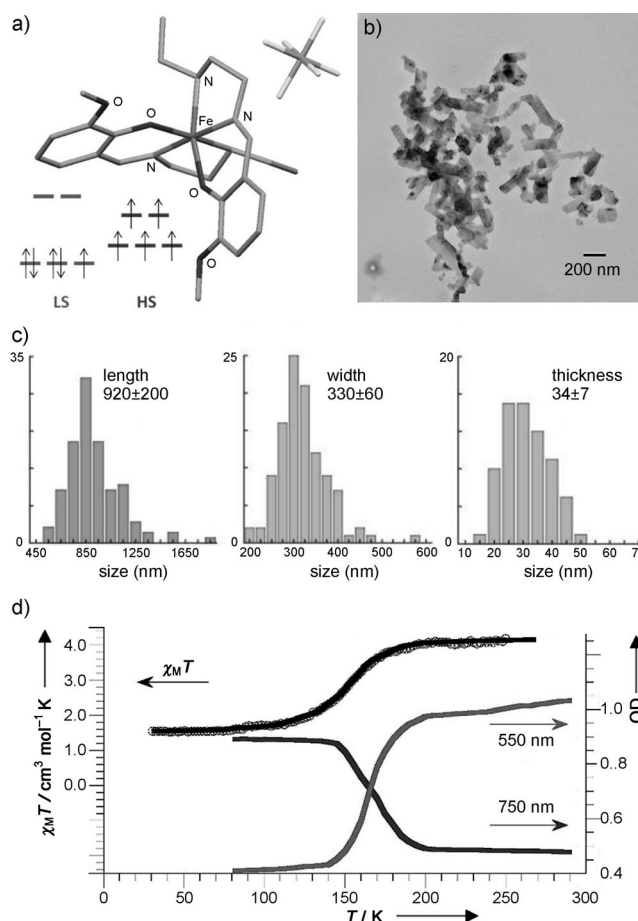 a)
O
O
Fe
N
N
N
O
O
LS
HS
b)
200 nm
c)
35
0
length
920±200
450 850 1250 1650
size (nm)
25
0
width
330±60
200 300 400 500 600
size (nm)
20
0
thickness
34±7
10 20 30 40 50 60 7
size (nm)
d)
4.0
3.0
2.0
1.0
0.0
χMT / cm³ mol⁻¹ K
χMT
550 nm
750 nm
1.0
0.8
0.6
0.4
OD
0 50 100 150 200 250 300
T / K